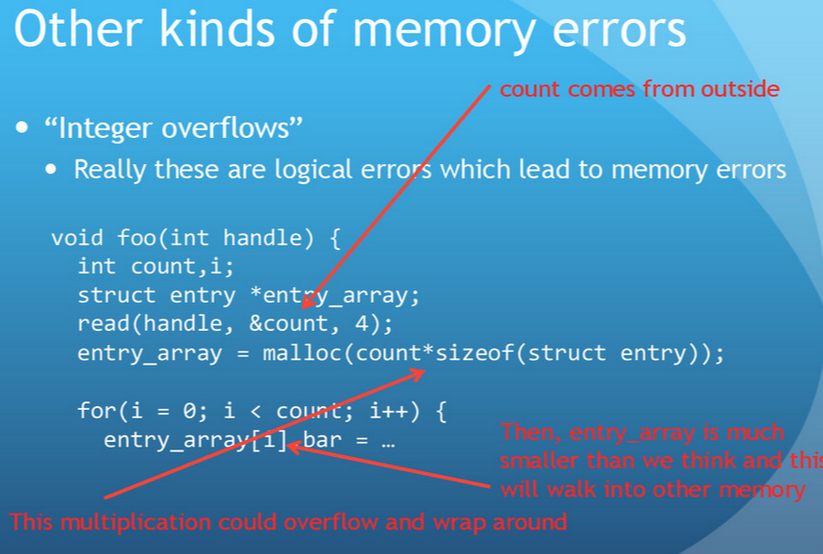 Other kinds of memory errors
count comes from outside
“Integer overflows”
Really these are logical errors which lead to memory errors
void foo(int handle) {
int count,i;
struct entry *entry_array;
read(handle, &count, 4);
entry_array = malloc(count*sizeof(struct entry));
for(i = 0; i < count; i++) {
entry_array[i].bar = …
Then, entry_array is much
smaller than we think and this
will walk into other memory
This multiplication could overflow and wrap around